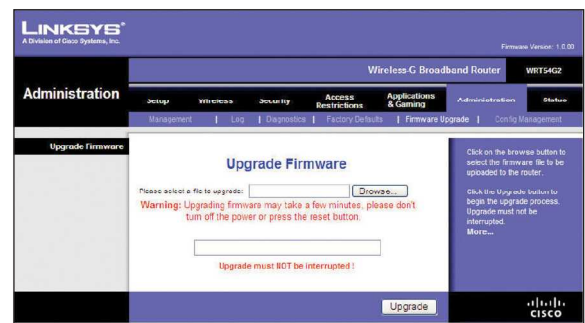 LINKSYS®
A Division of Cisco Systems, Inc.
Firmware Version: 1.0.00
Wireless-G Broadband Router WRT54G2
Administration
Setup Wireless Security Access Restrictions Applications & Gaming Administration Status
Management | Log | Diagnostics | Factory Defaults | Firmware Upgrade | Config Management
Upgrade Firmware
Upgrade Firmware
Please select a file to upgrade: Browse...
Warning: Upgrading firmware may take a few minutes, please don't
turn off the power or press the reset button.
Upgrade must NOT be interrupted !
Click on the browse button to
select the firmware file to be
uploaded to the router.
Click the Upgrade button to
begin the upgrade process.
Upgrade must not be
interrupted.
More...
Upgrade
CISCO